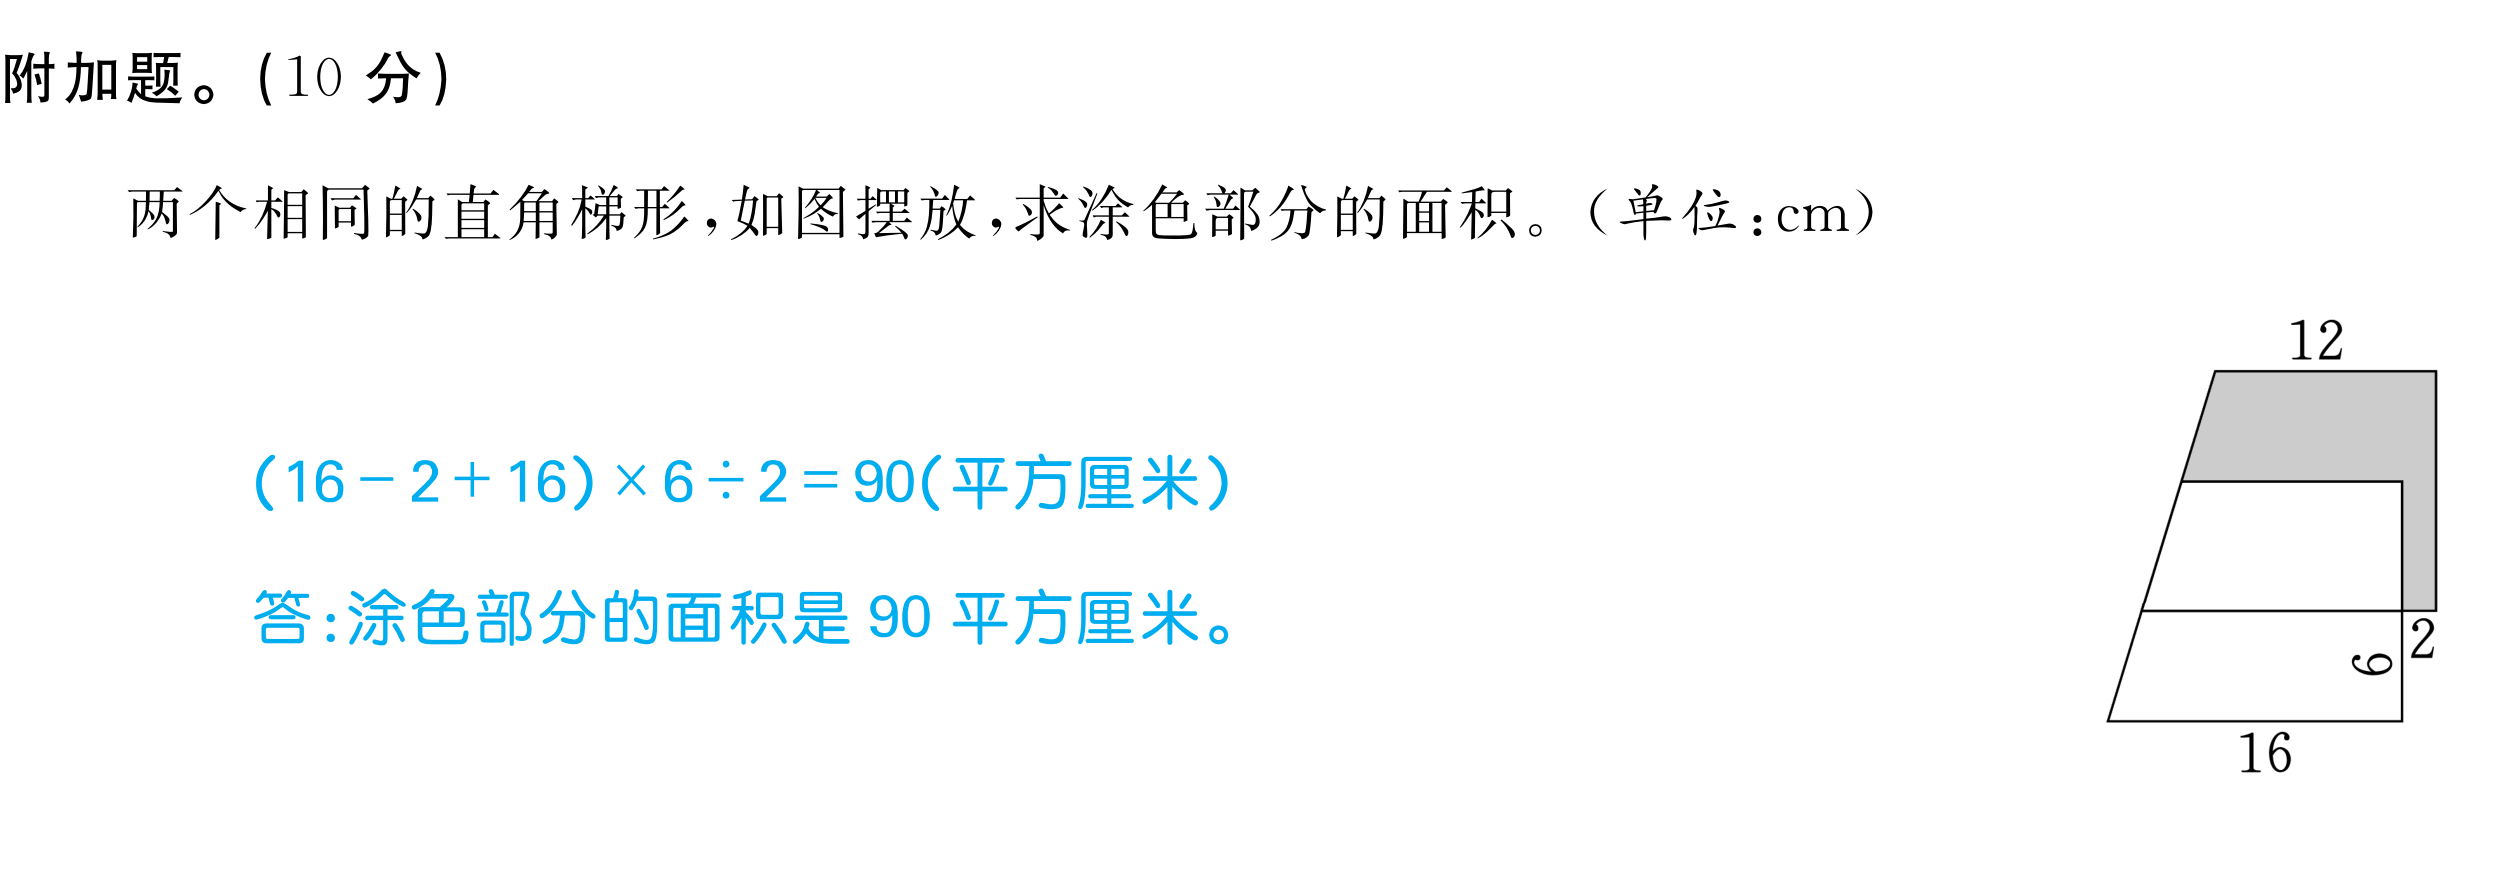 附加题。(10 分)）
两个相同的直角梯形，如图摆放，求涂色部分的面积。（单位：cm）
12
(16－2＋16)×6÷2＝90(平方厘米)
答：涂色部分的面积是 90 平方厘米。
2
6
16